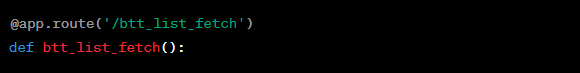 @app.route('/btt_list_fetch')
def btt_list_fetch():